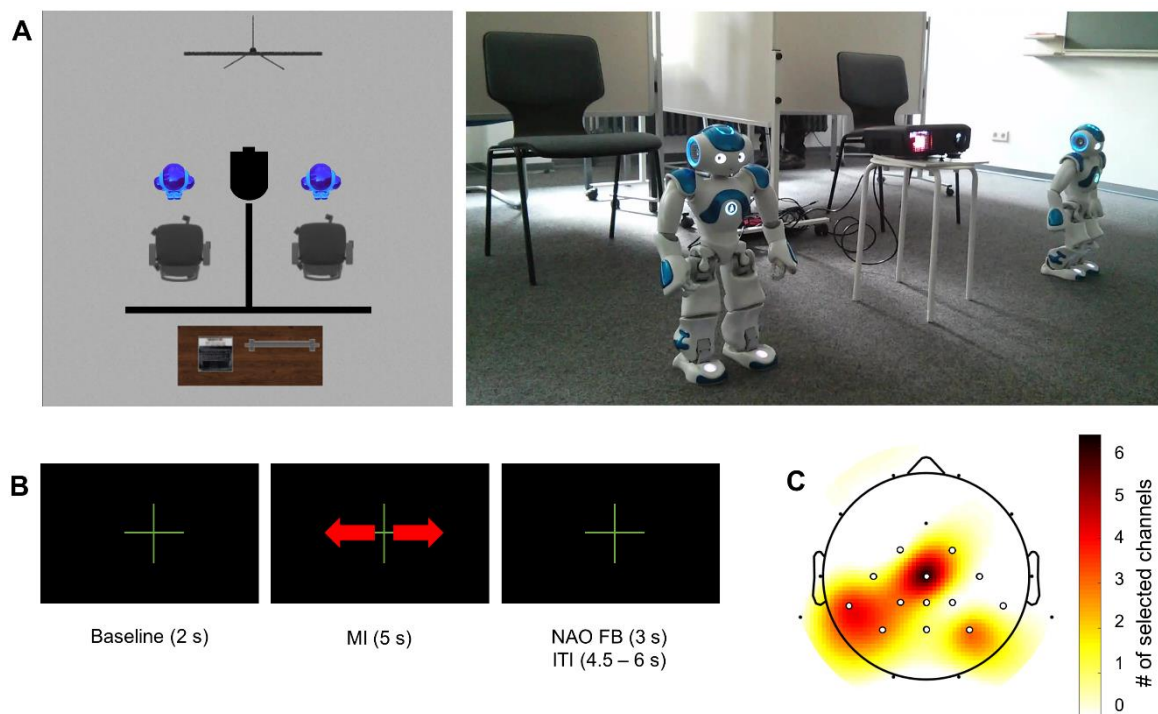 A
B
Baseline (2 s)
MI (5 s)
NAO FB (3 s)
ITI (4.5 – 6 s)
C
6
5
4
3
2
1
0
# of selected channels